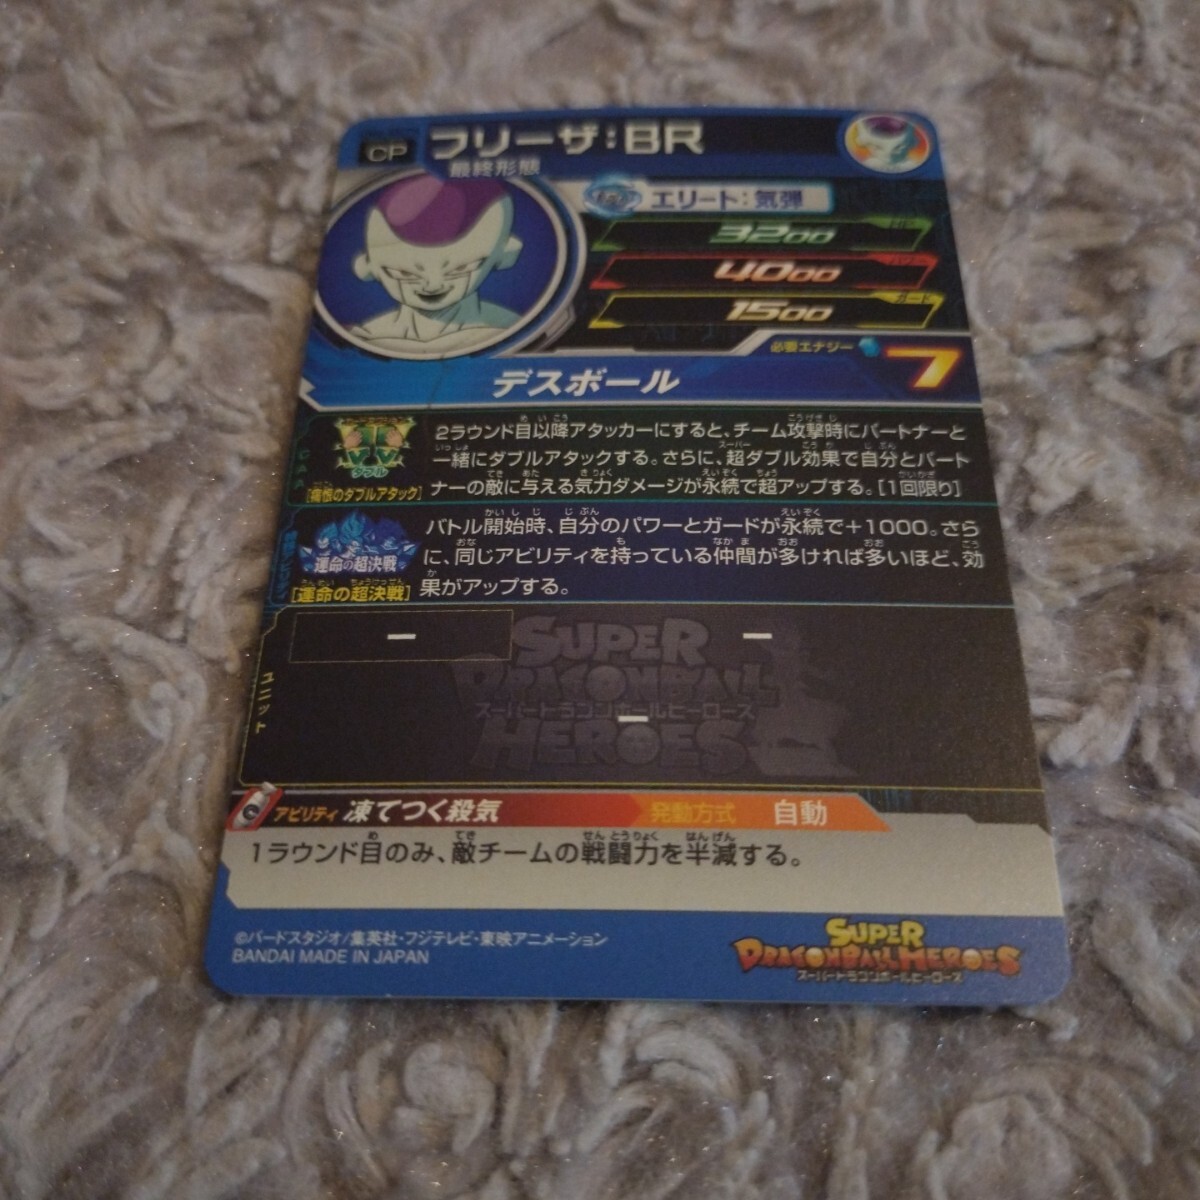 CP フリーザ:BR
最終形態
エリート:気弾
3200
パワー
4000
ガード
1500
必要エナジー 7
デスボール
ダブル
[痛恨のダブルアタック]
2ラウンド目以降アタッカーにすると、チーム攻撃時にパートナーと
一緒にダブルアタックする。さらに、超ダブル効果で自分とパート
ナーの敵に与える気力ダメージが永続で超アップする。[1回限り]
運命の超決戦
[運命の超決戦]
バトル開始時、自分のパワーとガードが永続で+1000。さら
に、同じアビリティを持っている仲間が多ければ多いほど、効
果がアップする。
ユニット
ー
ー
ー
SUPER
DRAGONBALL
スーパードラゴンボールヒーローズ
HEROES
アビリティ 凍てつく殺気 発動方式 自動
1ラウンド目のみ、敵チームの戦闘力を半減する。
©バードスタジオ/集英社・フジテレビ・東映アニメーション
BANDAI MADE IN JAPAN
SUPER
DRAGONBALL HEROES
スーパードラゴンボールヒーローズ